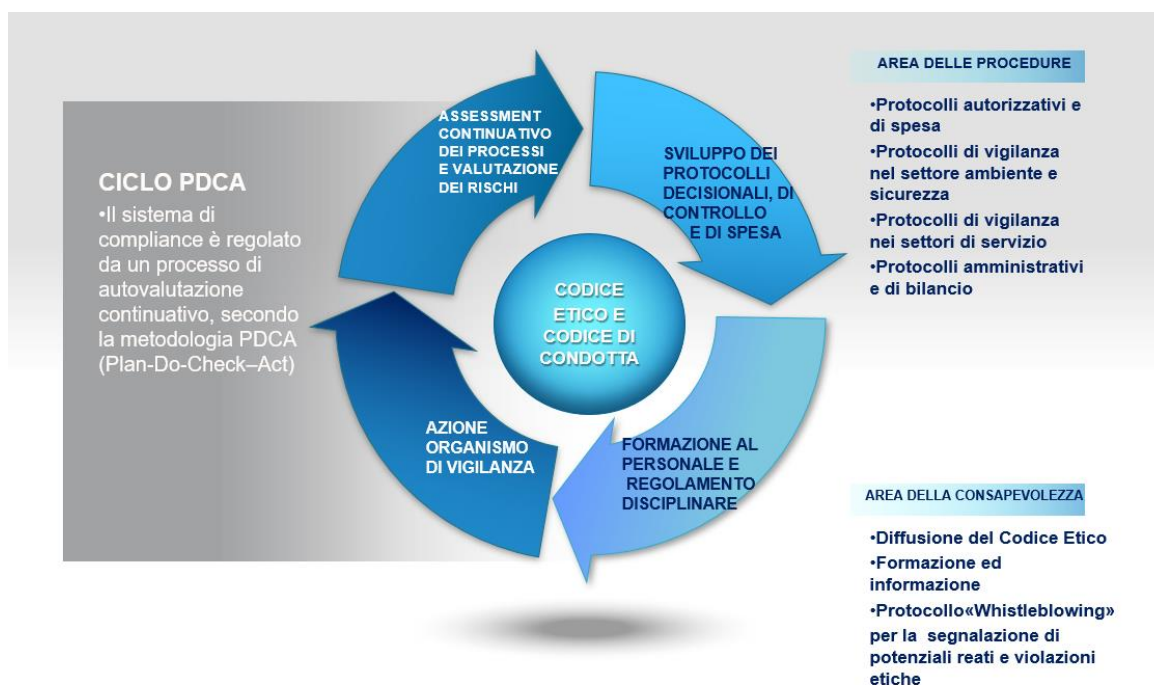 CICLO PDCA
•Il sistema di
compliance è regolato
da un processo di
autovalutazione
continuativo, secondo
la metodologia PDCA
(Plan-Do-Check–Act)
ASSESSMENT
CONTINUATIVO
DEI PROCESSI
E VALUTAZIONE
DEI RISCHI
SVILUPPO DEI
PROTOCOLLI
DECISIONALI, DI
CONTROLLO
E DI SPESA
CODICE
ETICO E
CODICE DI
CONDOTTA
AZIONE
ORGANISMO
DI VIGILANZA
FORMAZIONE AL
PERSONALE E
REGOLAMENTO
DISCIPLINARE
AREA DELLE PROCEDURE
•Protocolli autorizzativi e
di spesa
•Protocolli di vigilanza
nel settore ambiente e
sicurezza
•Protocolli di vigilanza
nei settori di servizio
•Protocolli amministrativi
e di bilancio
AREA DELLA CONSAPEVOLEZZA
•Diffusione del Codice Etico
•Formazione ed
informazione
•Protocollo«Whistleblowing»
per la segnalazione di
potenziali reati e violazioni
etiche